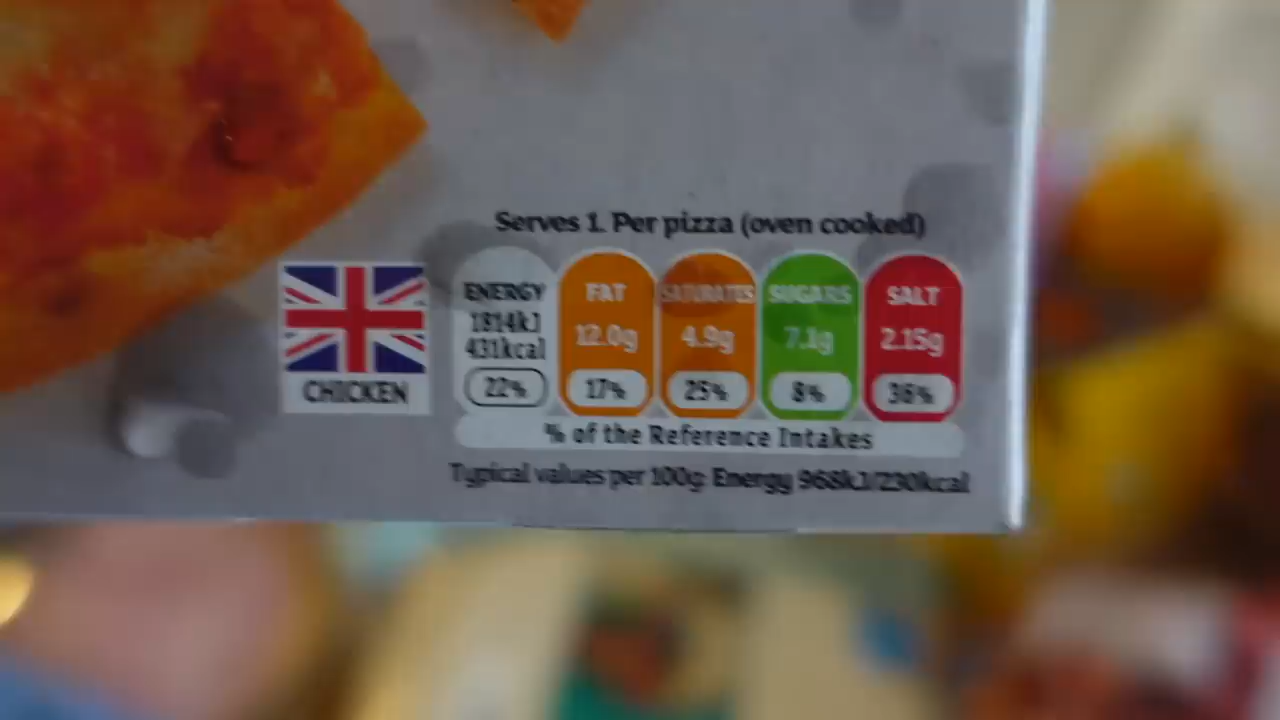 Serves 1. Per pizza (oven cooked)
ENERGY
1814kJ
431kcal
22%
FAT
12.0g
17%
SATURATES
4.9g
25%
SUGARS
7.1g
8%
SALT
2.15g
36%
% of the Reference Intakes
Typical values per 100g: Energy 968kJ/230kcal
CHICKEN